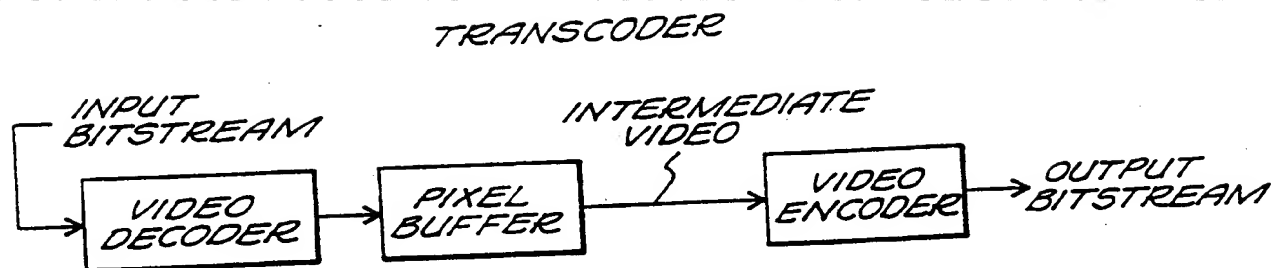 TRANSCODER
INPUT
BITSTREAM
VIDEO
DECODER
PIXEL
BUFFER
INTERMEDIATE
VIDEO
VIDEO
ENCODER
OUTPUT
BITSTREAM